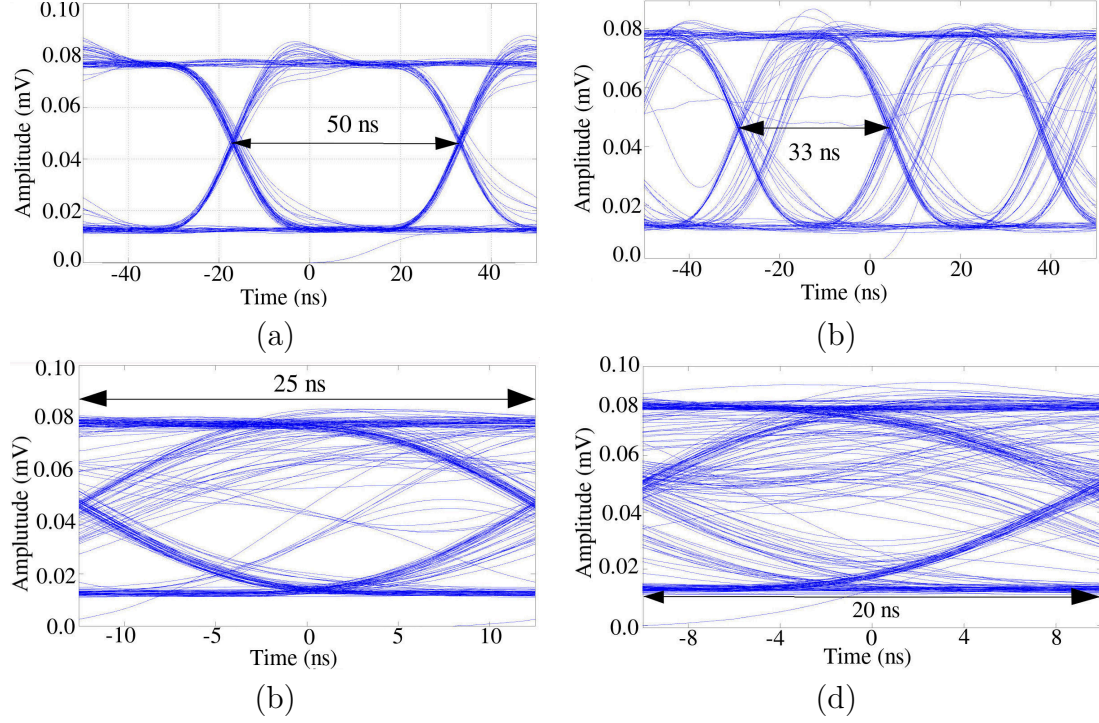 0.10
0.08
0.06
0.04
0.02
0.0
Amplitude (mV)
50 ns
-40 -20 0 20 40
Time (ns)
(a)
0.10
0.08
0.06
0.04
0.02
0.0
Amplitude (mV)
33 ns
-40 -20 0 20 40
Time (ns)
(b)
0.10
0.08
0.06
0.04
0.02
0.0
Amplutude (mV)
25 ns
-10 -5 0 5 10
Time (ns)
(b)
0.10
0.08
0.06
0.04
0.02
0.0
Amplitude (mV)
20 ns
-8 -4 0 4 8
Time (ns)
(d)